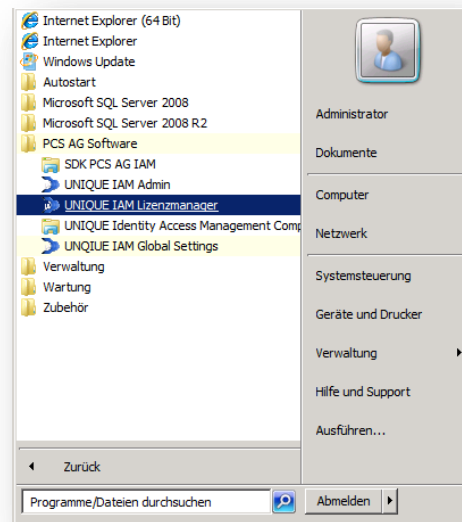 Internet Explorer (64 Bit)
Internet Explorer
Windows Update
Autostart
Microsoft SQL Server 2008
Microsoft SQL Server 2008 R2
PCS AG Software
SDK PCS AG IAM
UNIQUE IAM Admin
UNIQUE IAM Lizenzmanager
UNIQUE Identity Access Management Comp
UNQIUE IAM Global Settings
Verwaltung
Wartung
Zubehör
Zurück
Programme/Dateien durchsuchen
Administrator
Dokumente
Computer
Netzwerk
Systemsteuerung
Geräte und Drucker
Verwaltung
Hilfe und Support
Ausführen...
Abmelden